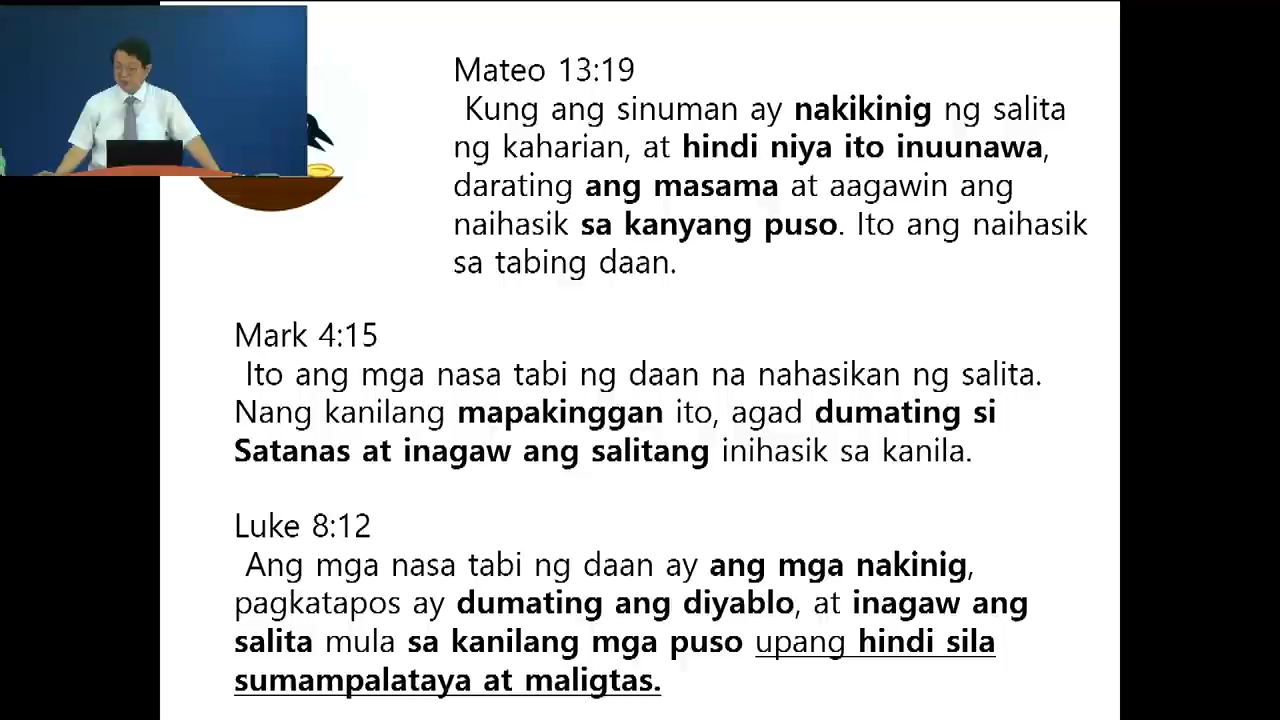 Mateo 13:19
Kung ang sinuman ay nakikinig ng salita
ng kaharian, at hindi niya ito inuunawa,
darating ang masama at aagawin ang
naihasik sa kanyang puso. Ito ang naihasik
sa tabing daan.
Mark 4:15
Ito ang mga nasa tabi ng daan na nahasikan ng salita.
Nang kanilang mapakinggan ito, agad dumating si
Satanas at inagaw ang salitang inihasik sa kanila.
Luke 8:12
Ang mga nasa tabi ng daan ay ang mga nakinig,
pagkatapos ay dumating ang diyablo, at inagaw ang
salita mula sa kanilang mga puso upang hindi sila
sumampalataya at maligtas.